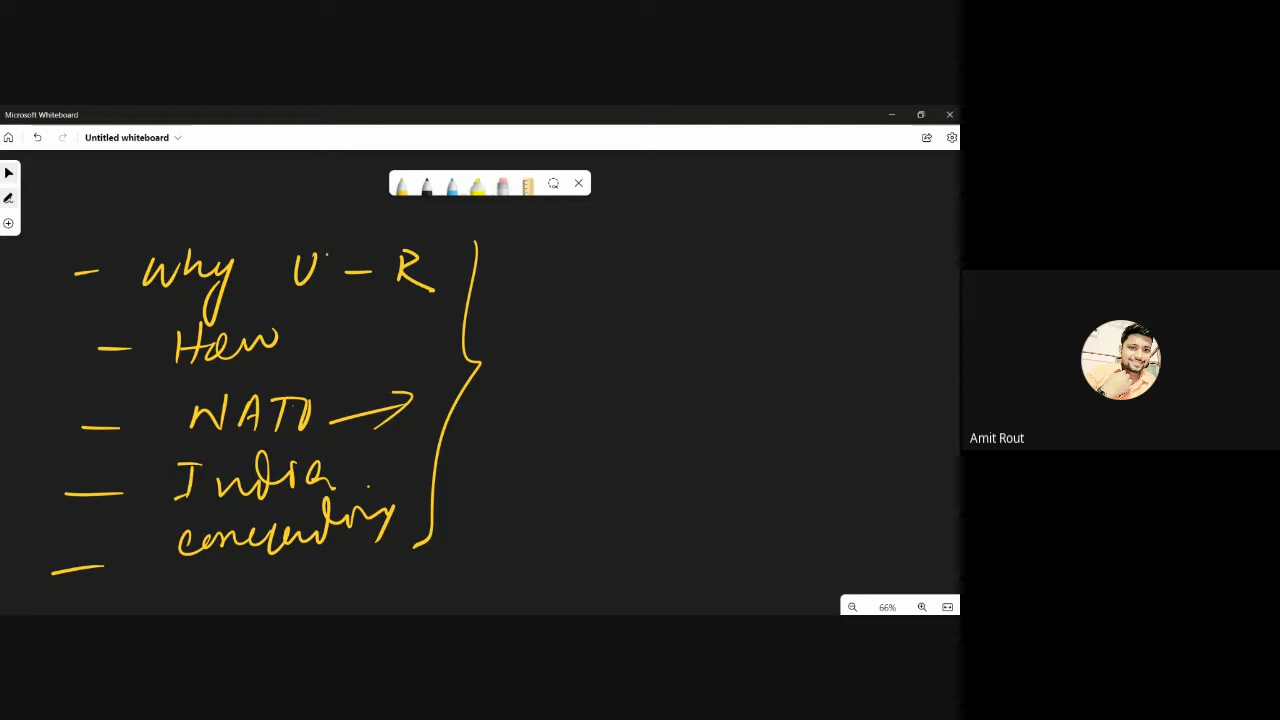 Microsoft Whiteboard
Untitled whiteboard
- Why U - R
- How
- NATO →
- India
concluding
-
66%
Amit Rout